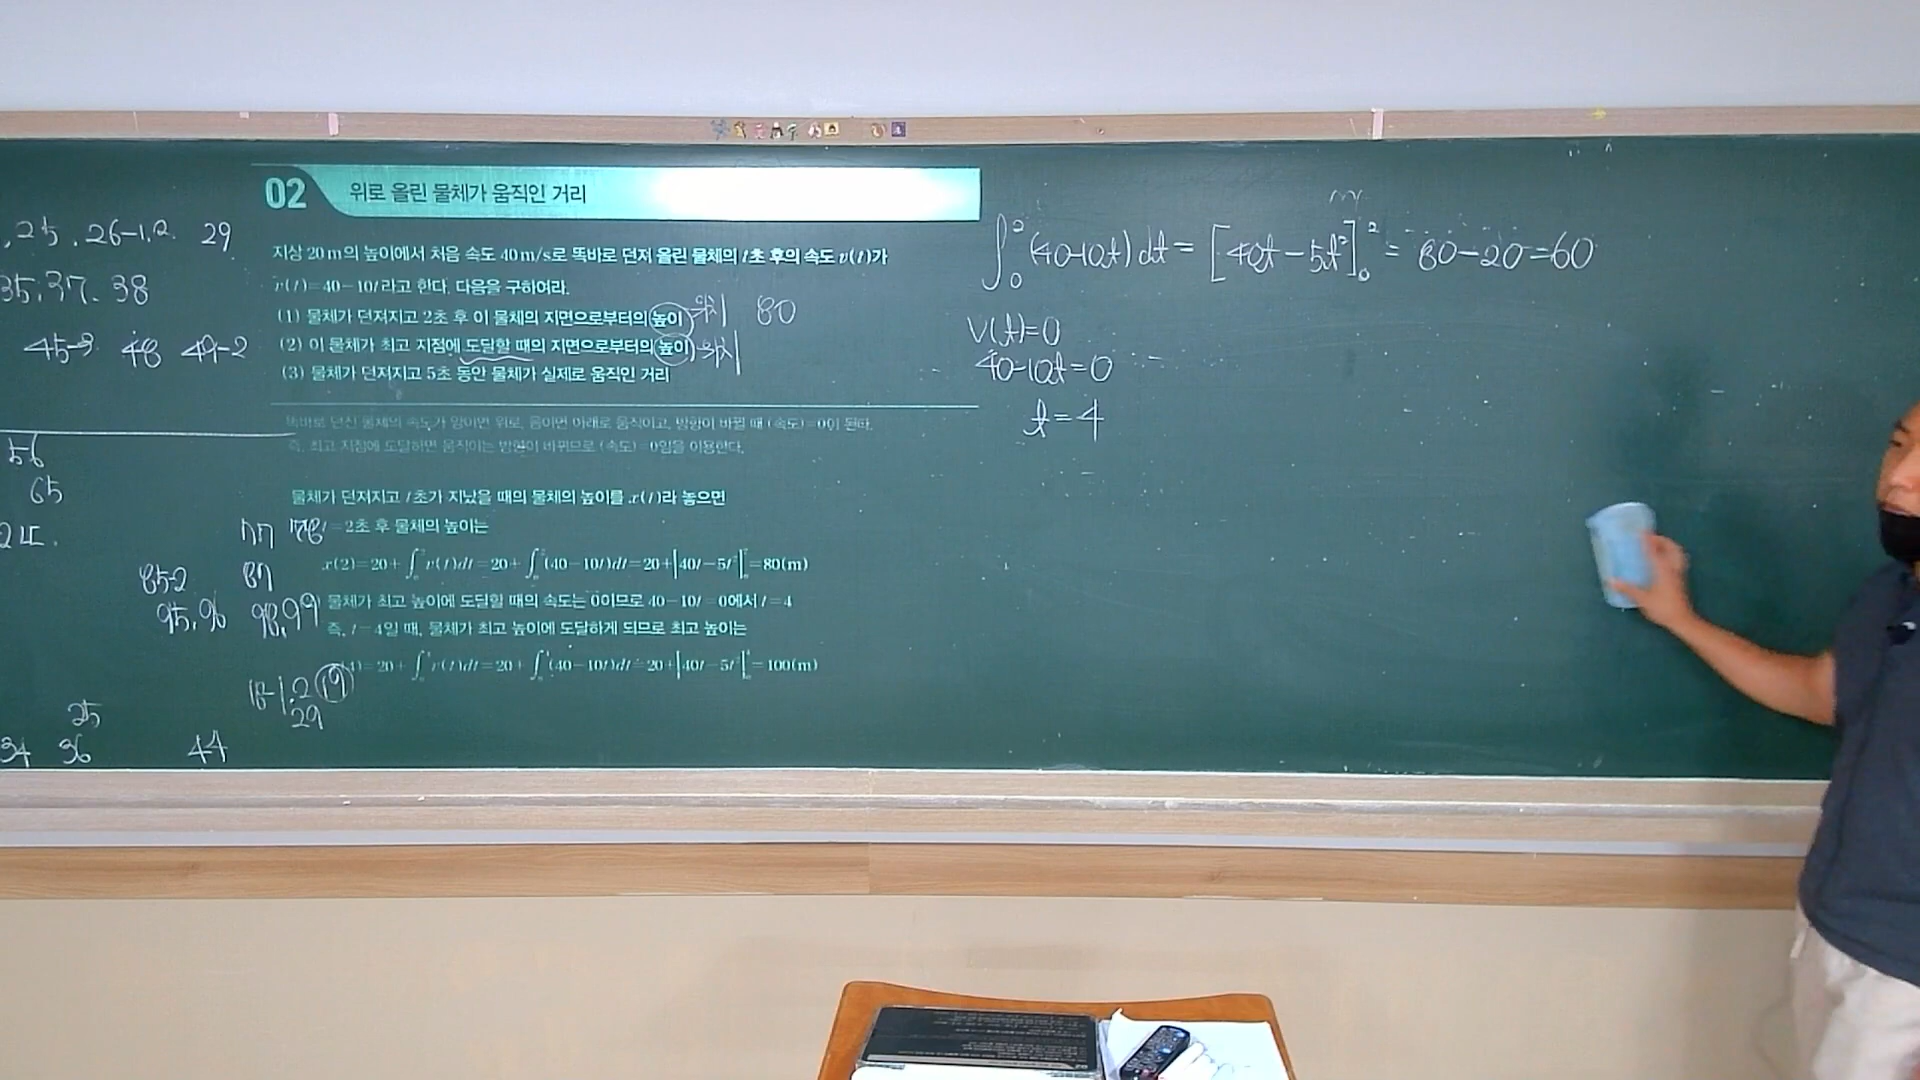 02 위로 올린 물체가 움직인 거리
지상 20 m의 높이에서 처음 속도 40 m/s로 똑바로 던져 올린 물체의 t초 후의 속도 v(t)가
v(t)=40-10t라고 한다. 다음을 구하여라.
(1) 물체가 던져지고 2초 후 이 물체의 지면으로부터의 높이 위치 80
(2) 이 물체가 최고 지점에 도달할 때의 지면으로부터의 높이 위치
(3) 물체가 던져지고 5초 동안 물체가 실제로 움직인 거리
똑바로 던진 물체의 속도가 양이면 위로, 음이면 아래로 움직이고, 방향이 바뀔 때 (속도)=0이 된다.
즉, 최고 지점에 도달하면 움직이는 방향이 바뀌므로 (속도)=0임을 이용한다.
물체가 던져지고 t초가 지났을 때의 물체의 높이를 x(t)라 놓으면
t=2초 후 물체의 높이는
x(2)=20+∫v(t)dt=20+∫(40-10t)dt=20+[40t-5t²]=80(m)
물체가 최고 높이에 도달할 때의 속도는 0이므로 40-10t=0에서 t=4
즉, t=4일 때, 물체가 최고 높이에 도달하게 되므로 최고 높이는
4)=20+∫v(t)dt=20+∫(40-10t)dt=20+[40t-5t²]=100(m)
, 25, 26-1,2. 29
35, 37. 38
45-3 48 49-2
56
65
77 78
85-2 87
95,96 98,99
18-1,2 19
29
25
34 36 44
∫₀²(40-10t)dt=[40t-5t²]₀²=80-20=60
V(t)=0
40-10t=0
t=4